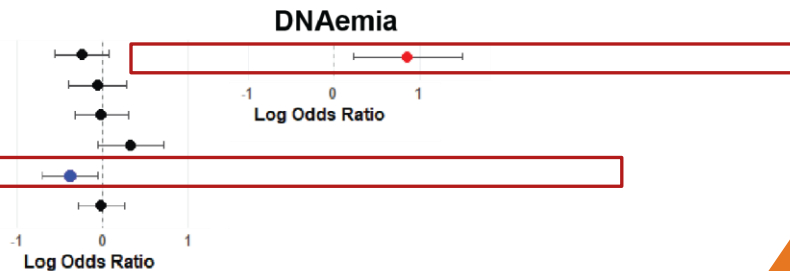 DNAemia
-1 0 1
Log Odds Ratio
-1 0 1
Log Odds Ratio